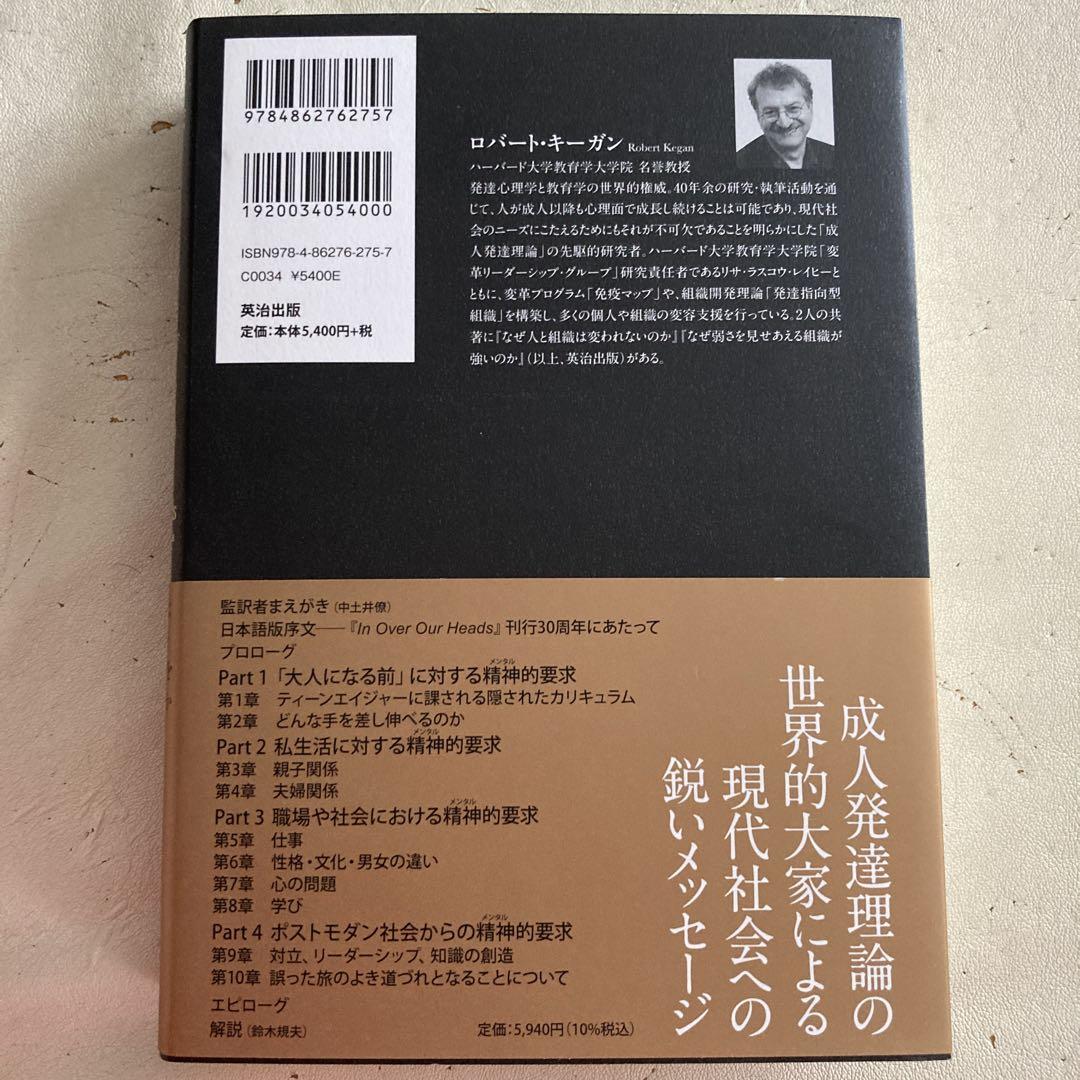 9784862762757
1920034054000
ISBN978-4-86276-275-7
C0034 ¥5400E
英治出版
定価:本体5,400円+税
ロバート・キーガン Robert Kegan
ハーバード大学教育学大学院 名誉教授
発達心理学と教育学の世界的権威。40年余の研究・執筆活動を通
じて、人が成人以降も心理面で成長し続けることは可能であり、現代社
会のニーズにこたえるためにもそれが不可欠であることを明らかにした「成
人発達理論」の先駆的研究者。ハーバード大学教育学大学院「変
革リーダーシップ・グループ」研究責任者であるリサ・ラスコウ・レイヒーと
ともに、変革プログラム「免疫マップ」や、組織開発理論「発達指向型
組織」を構築し、多くの個人や組織の変容支援を行っている。2人の共
著に『なぜ人と組織は変われないのか』『なぜ弱さを見せあえる組織が
強いのか』(以上、英治出版)がある。
監訳者まえがき(中土井僚)
日本語版序文──『In Over Our Heads』刊行30周年にあたって
プロローグ
メンタル
Part 1「大人になる前」に対する精神的要求
第1章 ティーンエイジャーに課される隠されたカリキュラム
第2章 どんな手を差し伸べるのか
メンタル
Part 2 私生活に対する精神的要求
第3章 親子関係
第4章 夫婦関係
メンタル
Part 3 職場や社会における精神的要求
第5章 仕事
第6章 性格・文化・男女の違い
第7章 心の問題
第8章 学び
メンタル
Part 4 ポストモダン社会からの精神的要求
第9章 対立、リーダーシップ、知識の創造
第10章 誤った旅のよき道づれとなることについて
エピローグ
解説(鈴木規夫)
定価:5,940円(10%税込)
成人発達理論の
世界的大家による
現代社会への
鋭いメッセージ